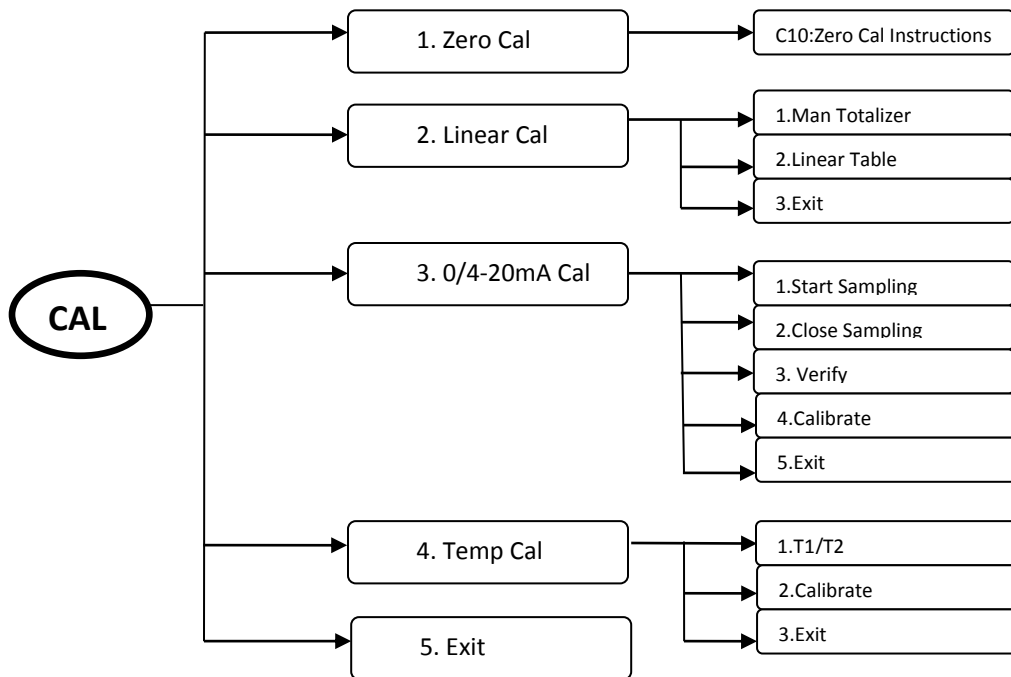 CAL
1. Zero Cal
C10:Zero Cal Instructions
2. Linear Cal
1.Man Totalizer
2.Linear Table
3.Exit
3. 0/4-20mA Cal
1.Start Sampling
2.Close Sampling
3. Verify
4.Calibrate
5.Exit
4. Temp Cal
1.T1/T2
2.Calibrate
3.Exit
5. Exit